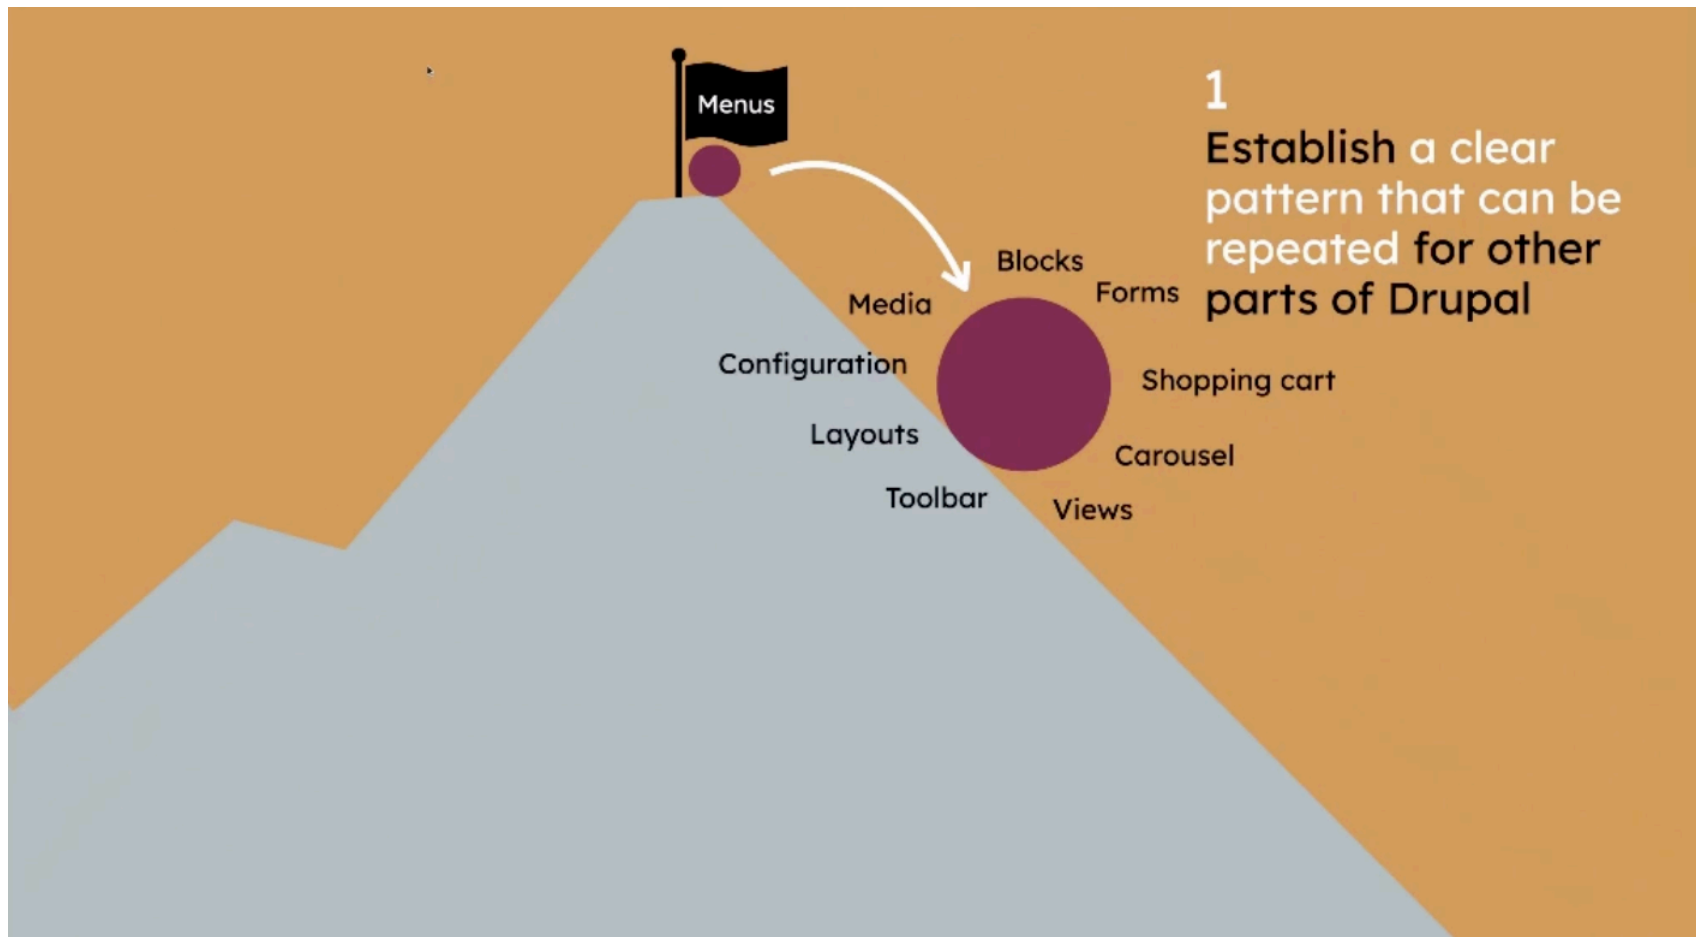 Menus
1
Establish a clear
pattern that can be
repeated for other
parts of Drupal
Blocks
Forms
Media
Configuration
Shopping cart
Layouts
Carousel
Toolbar
Views